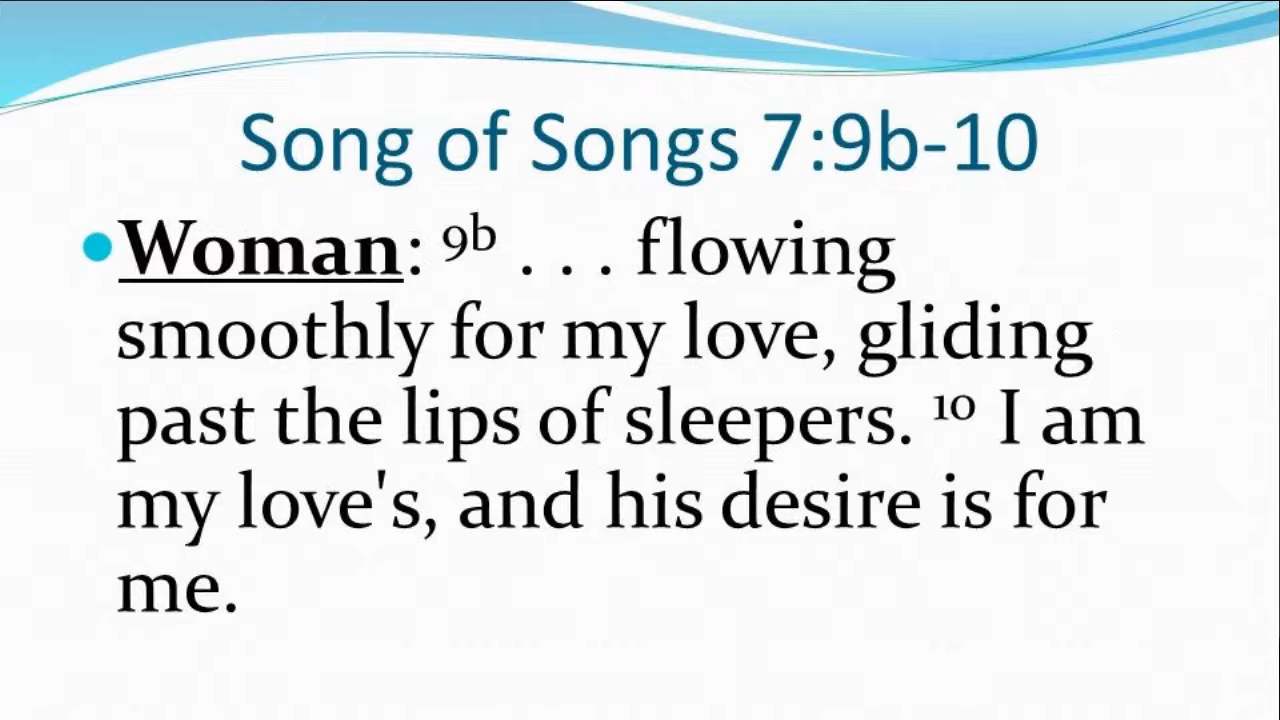 Song of Songs 7:9b-10
•Woman: 9b . . . flowing
smoothly for my love, gliding
past the lips of sleepers. 10 I am
my love's, and his desire is for
me.